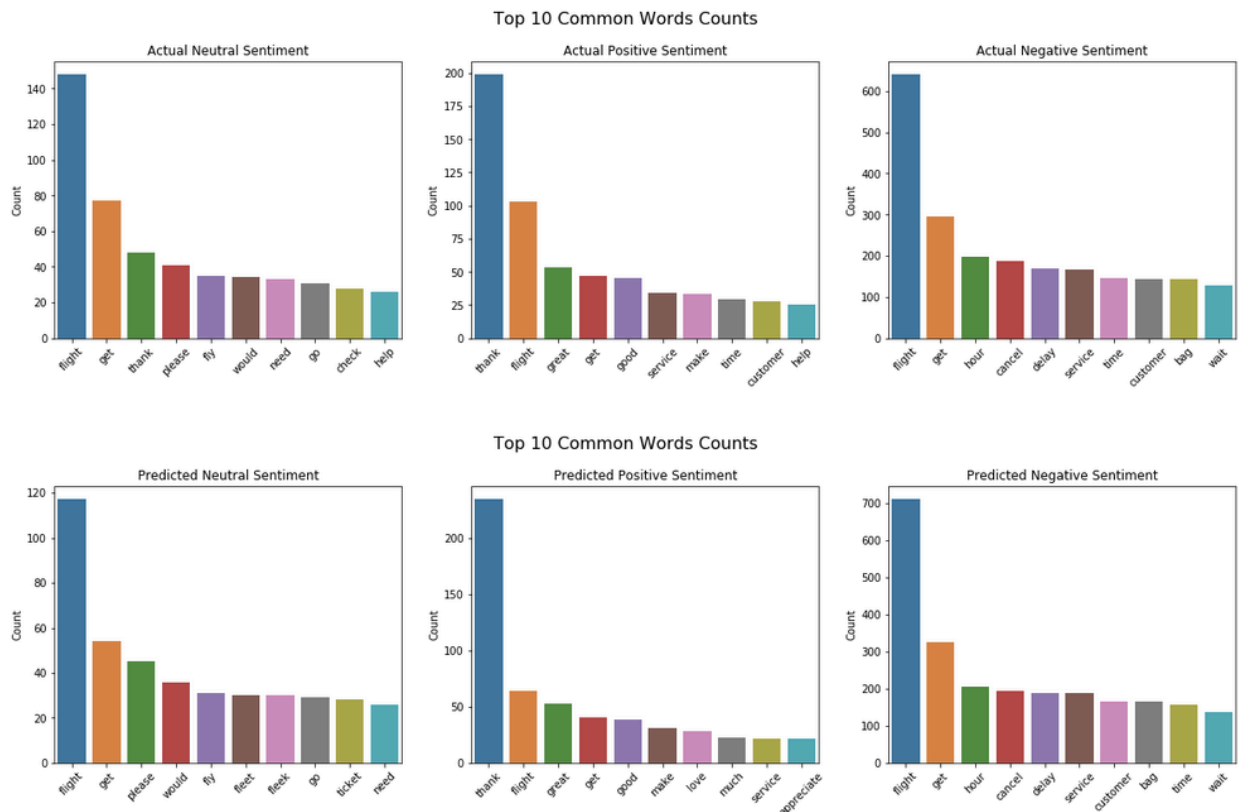 Top 10 Common Words Counts
Actual Neutral Sentiment
Count
140
120
100
80
60
40
20
0
flight get thank please fly would need go check help
Actual Positive Sentiment
Count
200
175
150
125
100
75
50
25
0
thank flight great get good service make time customer help
Actual Negative Sentiment
Count
600
500
400
300
200
100
0
flight get hour cancel delay service time customer bag wait
Top 10 Common Words Counts
Predicted Neutral Sentiment
Count
120
100
80
60
40
20
0
flight get please would fly fleet fleek go ticket need
Predicted Positive Sentiment
Count
200
150
100
50
0
thank flight great get good make love much service appreciate
Predicted Negative Sentiment
Count
700
600
500
400
300
200
100
0
flight get hour cancel delay service customer bag time wait